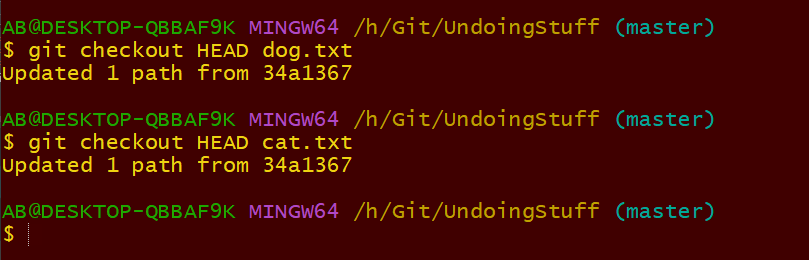 AB@DESKTOP-QBBAF9K MINGW64 /h/Git/UndoingStuff (master)
$ git checkout HEAD dog.txt
Updated 1 path from 34a1367
AB@DESKTOP-QBBAF9K MINGW64 /h/Git/UndoingStuff (master)
$ git checkout HEAD cat.txt
Updated 1 path from 34a1367
AB@DESKTOP-QBBAF9K MINGW64 /h/Git/UndoingStuff (master)
$